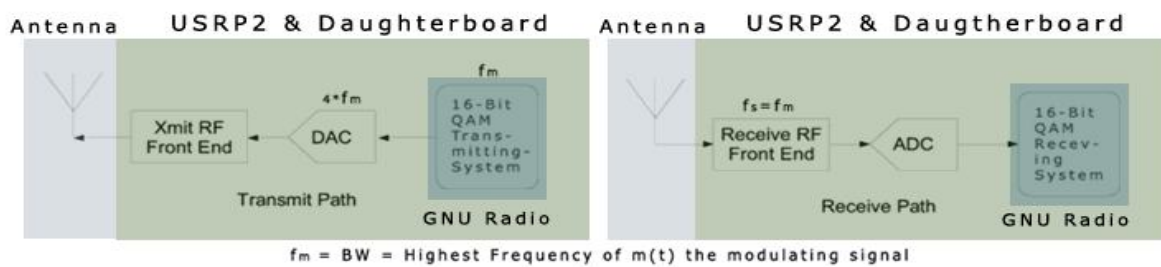 USRP2 & Daughterboard
Antenna
fm
4*fm
16-Bit
QAM
Trans-
mitting-
System
Xmit RF
Front End
DAC
Transmit Path
GNU Radio
USRP2 & Daugtherboard
Antenna
fs=fm
16-Bit
QAM
Recev-
ing
System
Receive RF
Front End
ADC
Receive Path
GNU Radio
fm = BW = Highest Frequency of m(t) the modulating signal